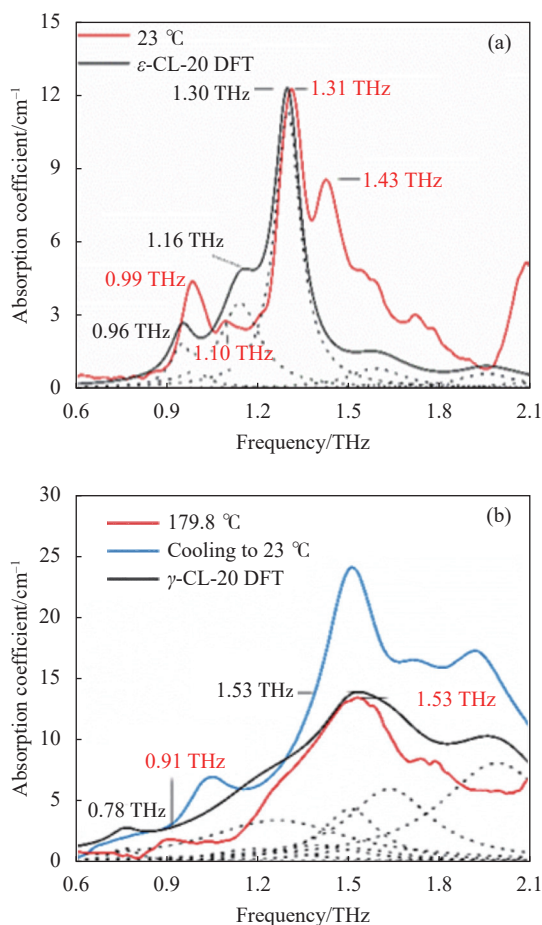 15
(a)
23 ℃
ε-CL-20 DFT
12
1.30 THz
1.31 THz
9
1.43 THz
Absorption coefficient/cm⁻¹
6
1.16 THz
0.99 THz
3
0.96 THz
1.10 THz
0
0.6 0.9 1.2 1.5 1.8 2.1
Frequency/THz
30
(b)
179.8 ℃
25
Cooling to 23 ℃
γ-CL-20 DFT
20
Absorption coefficient/cm⁻¹
15
1.53 THz
1.53 THz
10
0.91 THz
5
0.78 THz
0
0.6 0.9 1.2 1.5 1.8 2.1
Frequency/THz